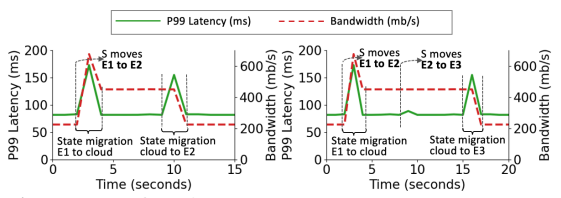 P99 Latency (ms) Bandwidth (mb/s)
S moves
E1 to E2
State migration
E1 to cloud
State migration
cloud to E2
P99 Latency (ms)
200
150
100
50
0
0 5 10 15
Time (seconds)
600
400
200
0
Bandwidth (mb/s)
S moves
E1 to E2
S moves
E2 to E3
State migration
E1 to cloud
State migration
cloud to E3
P99 Latency (ms)
200
150
100
50
0
0 5 10 15 20
Time (seconds)
600
400
200
0
Bandwidth (mb/s)